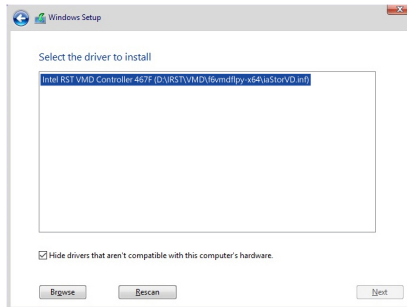 Windows Setup
Select the driver to install
Intel RST VMD Controller 467F (D:\IRST\VMD\f6vmdflpy-x64\iaStorVD.inf)
Hide drivers that aren't compatible with this computer's hardware.
Browse
Rescan
Next